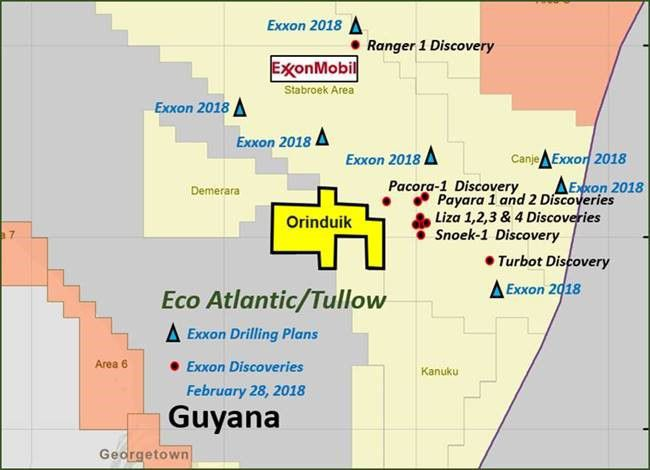 Area C
Exxon 2018
Ranger 1 Discovery
ExxonMobil
Stabroek Area
Exxon 2018
Exxon 2018
Exxon 2018
Canje
Exxon 2018
Exxon 2018
Pacora-1 Discovery
Payara 1 and 2 Discoveries
Demerara
Orinduik
Liza 1,2,3 & 4 Discoveries
Snoek-1 Discovery
a 7
Turbot Discovery
Exxon 2018
Eco Atlantic/Tullow
Exxon Drilling Plans
Area 6
Exxon Discoveries
Kanuku
February 28, 2018
Guyana
Georgetown